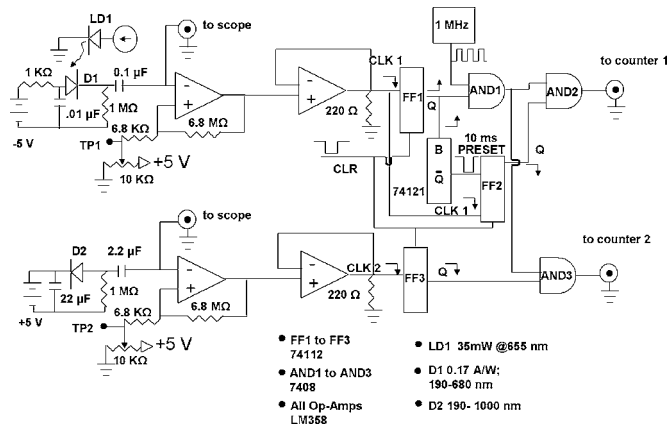 LD1
to scope
1 MHz
1 KΩ
D1
0.1 µF
CLK 1
to counter 1
.01 µF
1 MΩ
FF1
AND1
AND2
-5 V
6.8 KΩ
6.8 MΩ
220 Ω
Q
TP1
+5 V
10 KΩ
CLR
B
Q
74121
10 ms
PRESET
Q
FF2
CLK 1
to scope
to counter 2
D2
2.2 µF
22 µF
1 MΩ
CLK 2
Q
FF3
AND3
+5 V
6.8 KΩ
6.8 MΩ
220 Ω
TP2
+5 V
10 KΩ
FF1 to FF3
74112
AND1 to AND3
7408
All Op-Amps
LM358
LD1 35mW @655 nm
D1 0.17 A/W;
190-680 nm
D2 190- 1000 nm